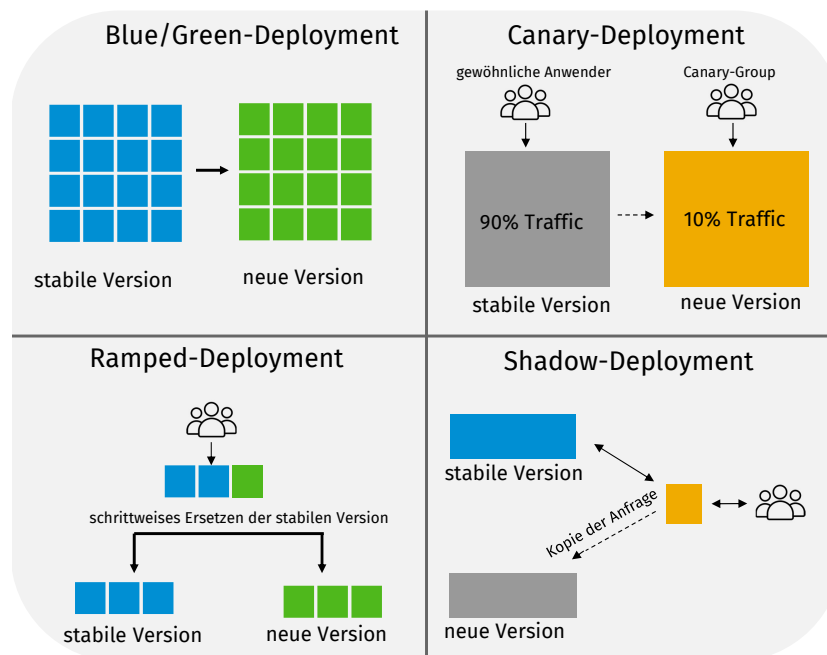 Blue/Green-Deployment
stabile Version
neue Version
Canary-Deployment
gewöhnliche Anwender
Canary-Group
90% Traffic
10% Traffic
stabile Version
neue Version
Ramped-Deployment
schrittweises Ersetzen der stabilen Version
stabile Version
neue Version
Shadow-Deployment
stabile Version
Kopie der Anfrage
neue Version